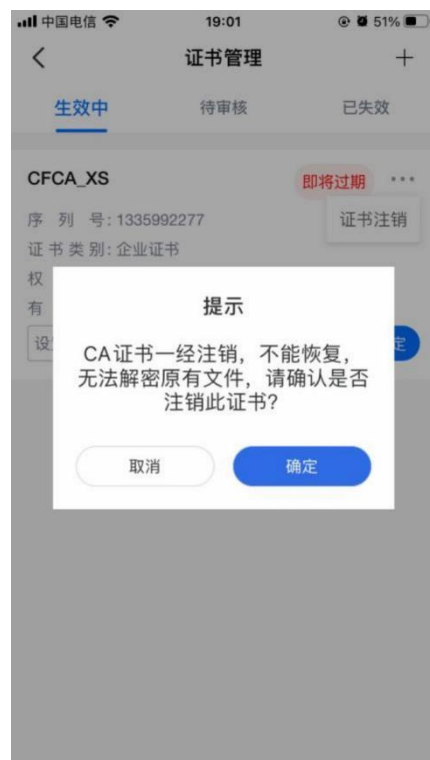 中国电信 19:01 51%
证书管理 +
生效中 待审核 已失效
CFCA_XS 即将过期 ...
序列号: 1335992277 证书注销
证书类别: 企业证书
权
有
提示
设 定
CA证书一经注销，不能恢复，
无法解密原有文件，请确认是否
注销此证书?
取消 确定